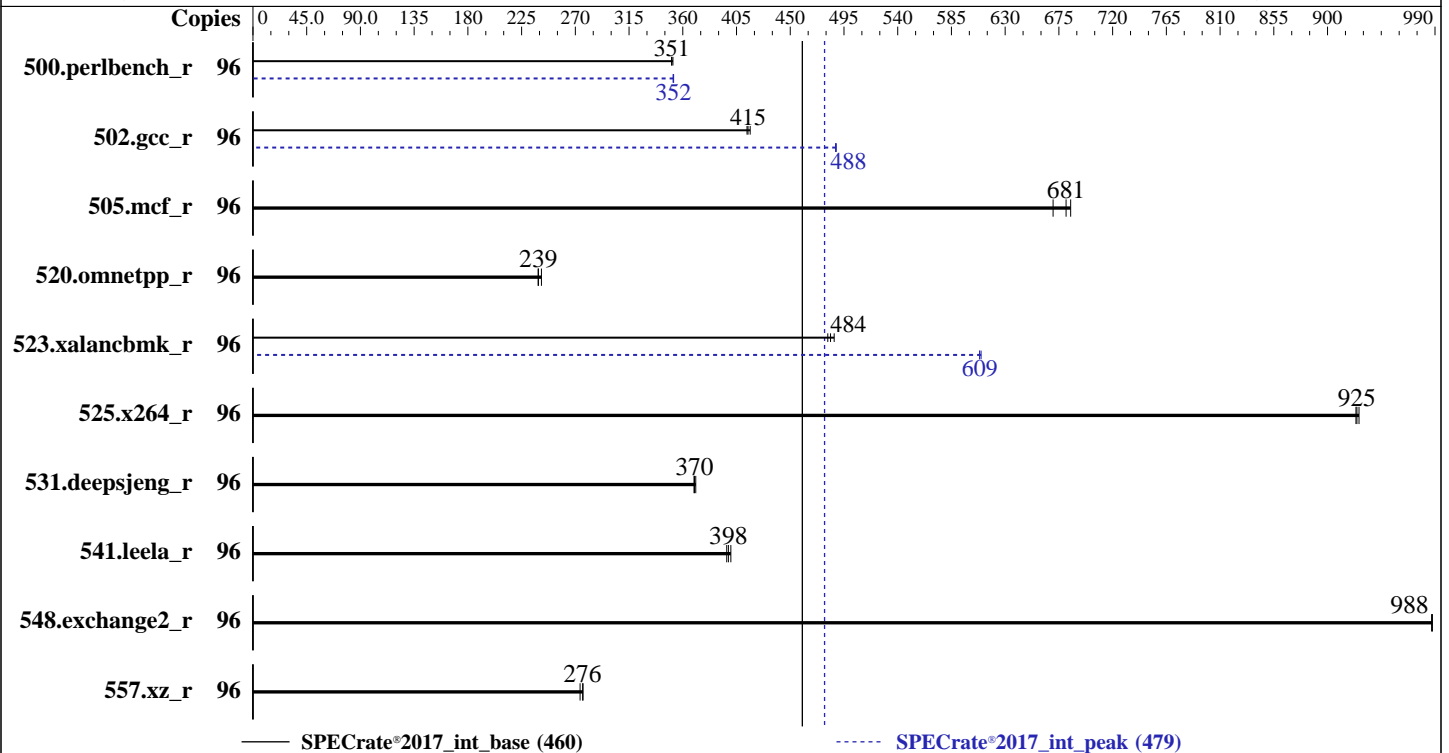 Copies 0 45.0 90.0 135 180 225 270 315 360 405 450 495 540 585 630 675 720 765 810 855 900 990
351
500.perlbench_r 96
352
415
502.gcc_r 96
488
681
505.mcf_r 96
239
520.omnetpp_r 96
484
523.xalancbmk_r 96
609
925
525.x264_r 96
370
531.deepsjeng_r 96
398
541.leela_r 96
988
548.exchange2_r 96
276
557.xz_r 96
SPECrate®2017_int_base (460) SPECrate®2017_int_peak (479)